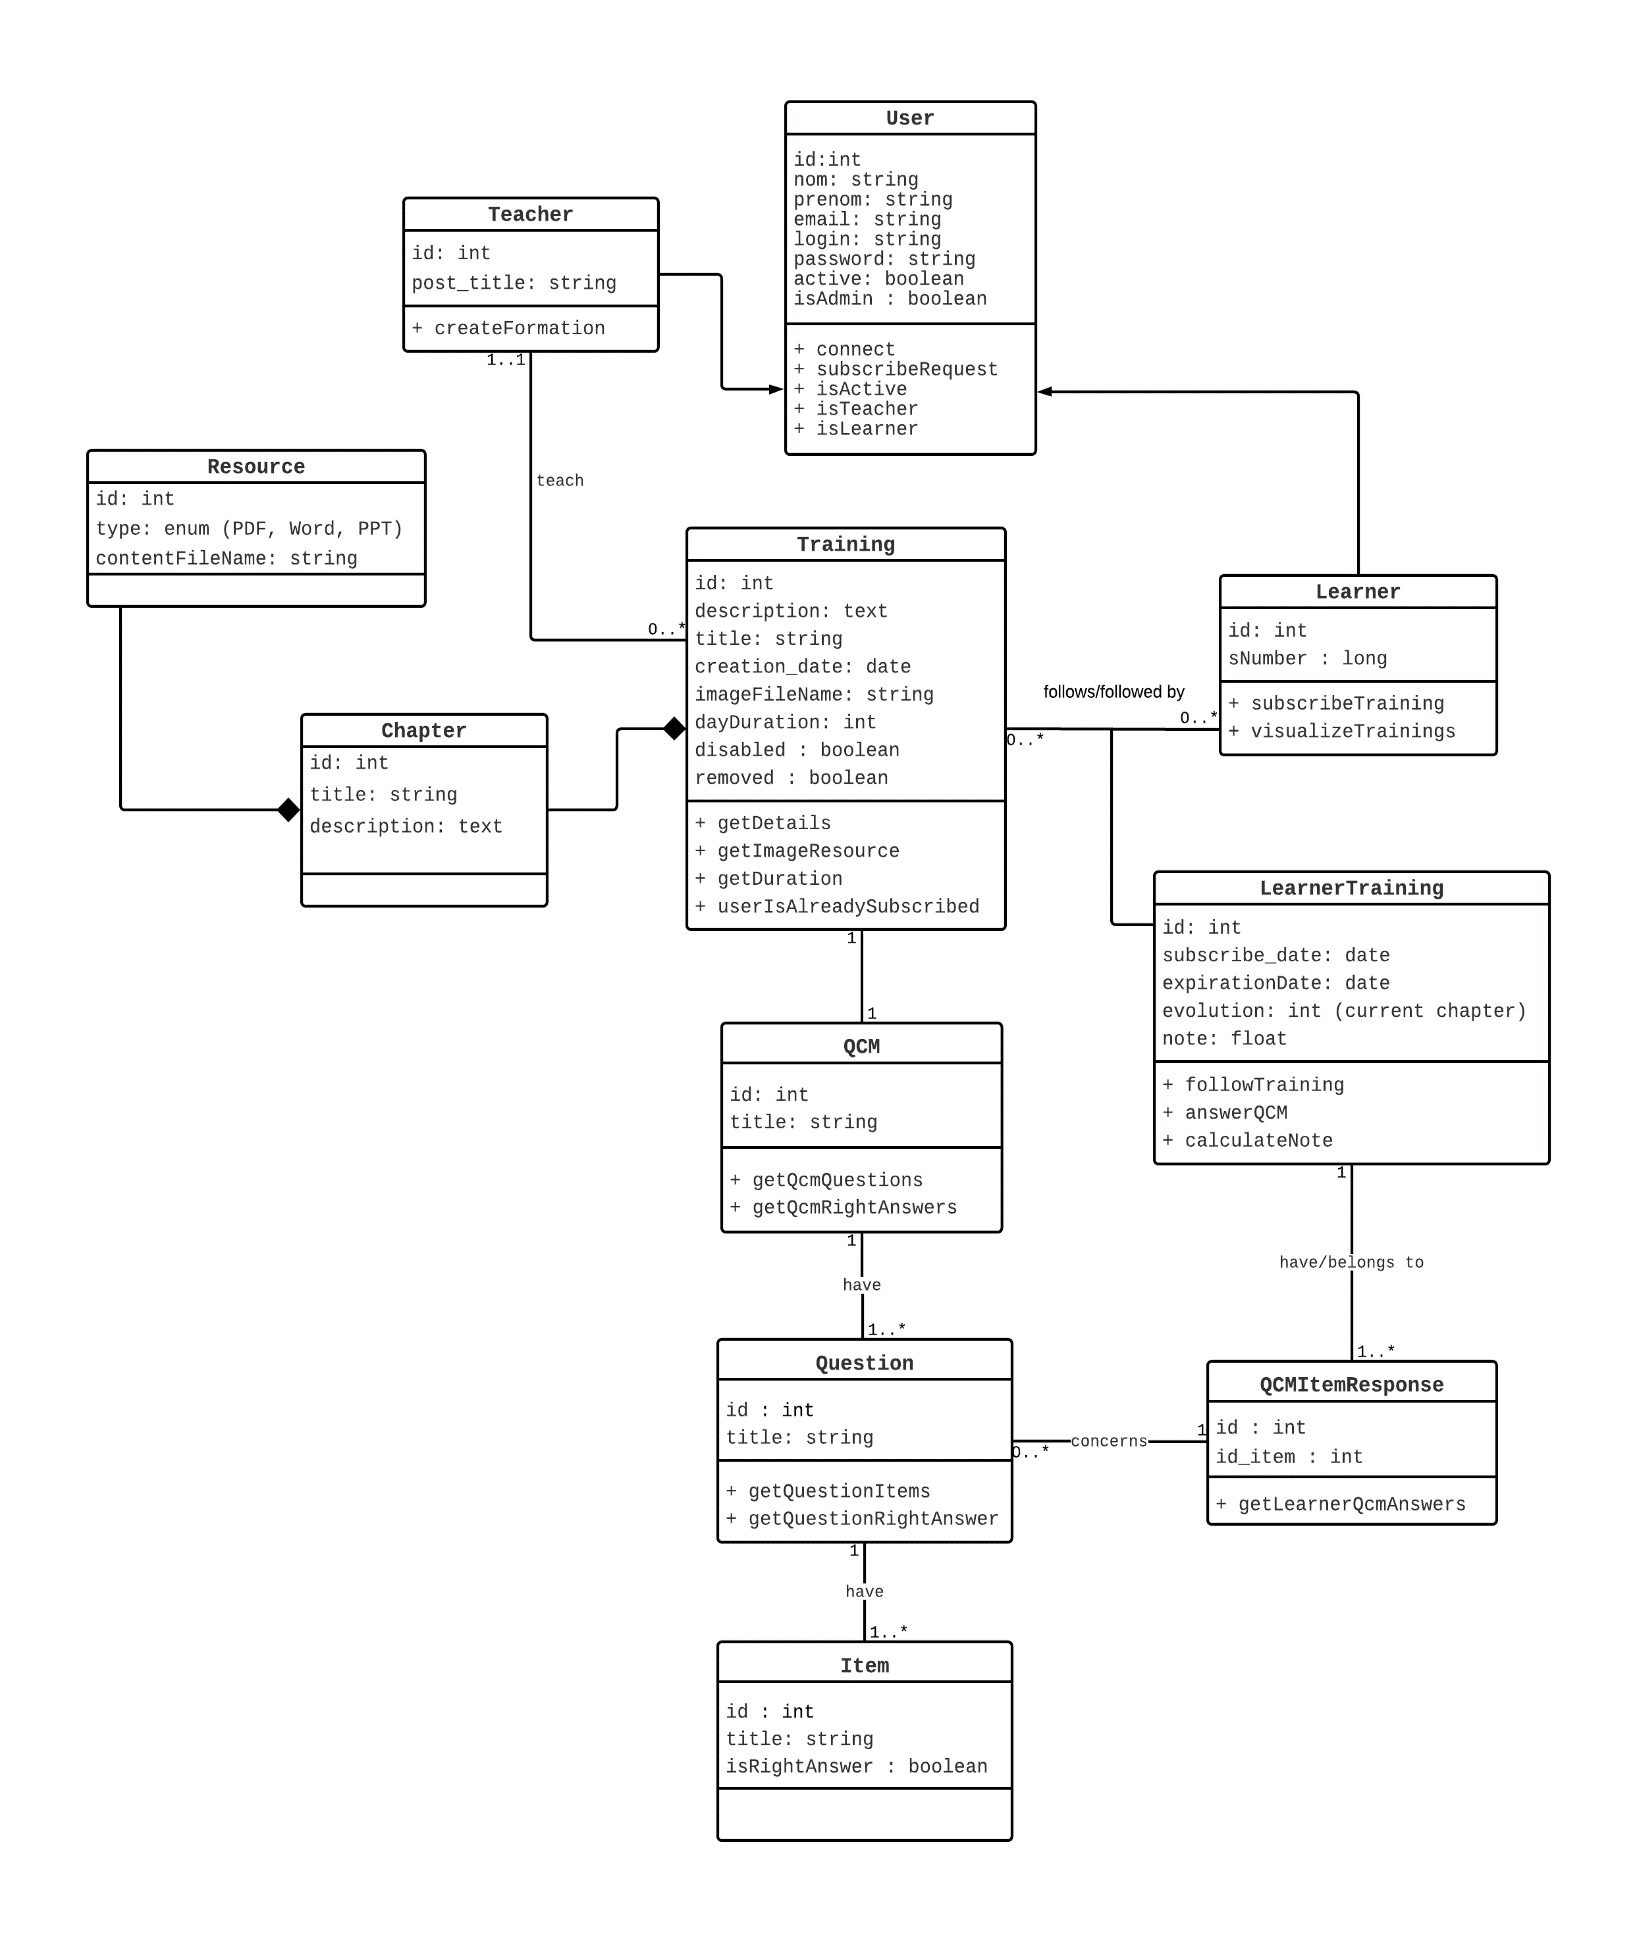 User
id:int
nom: string
prenom: string
email: string
login: string
password: string
active: boolean
isAdmin : boolean
+ connect
+ subscribeRequest
+ isActive
+ isTeacher
+ isLearner
Teacher
id: int
post_title: string
+ createFormation
1..1
teach
0..*
Resource
id: int
type: enum (PDF, Word, PPT)
contentFileName: string
Training
id: int
description: text
title: string
creation_date: date
imageFileName: string
dayDuration: int
disabled : boolean
removed : boolean
+ getDetails
+ getImageResource
+ getDuration
+ userIsAlreadySubscribed
Learner
id: int
sNumber : long
+ subscribeTraining
+ visualizeTrainings
follows/followed by
0..*
0..*
Chapter
id: int
title: string
description: text
LearnerTraining
id: int
subscribe_date: date
expirationDate: date
evolution: int (current chapter)
note: float
+ followTraining
+ answerQCM
+ calculateNote
1
1
QCM
id: int
title: string
+ getQcmQuestions
+ getQcmRightAnswers
1
have
1..*
1
have/belongs to
1..*
Question
id : int
title: string
+ getQuestionItems
+ getQuestionRightAnswer
0..*
concerns
1
QCMItemResponse
id : int
id_item : int
+ getLearnerQcmAnswers
1
have
1..*
Item
id : int
title: string
isRightAnswer : boolean